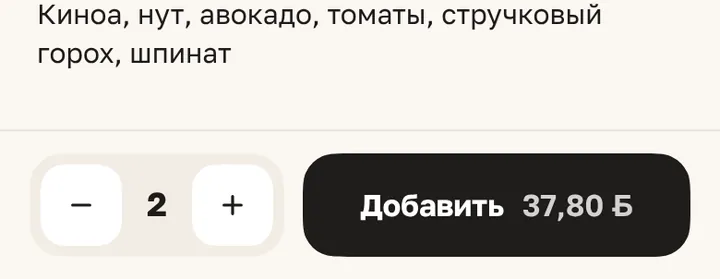 Киноа, нут, авокадо, томаты, стручковый
горох, шпинат
− 2 + Добавить 37,80 Ƃ